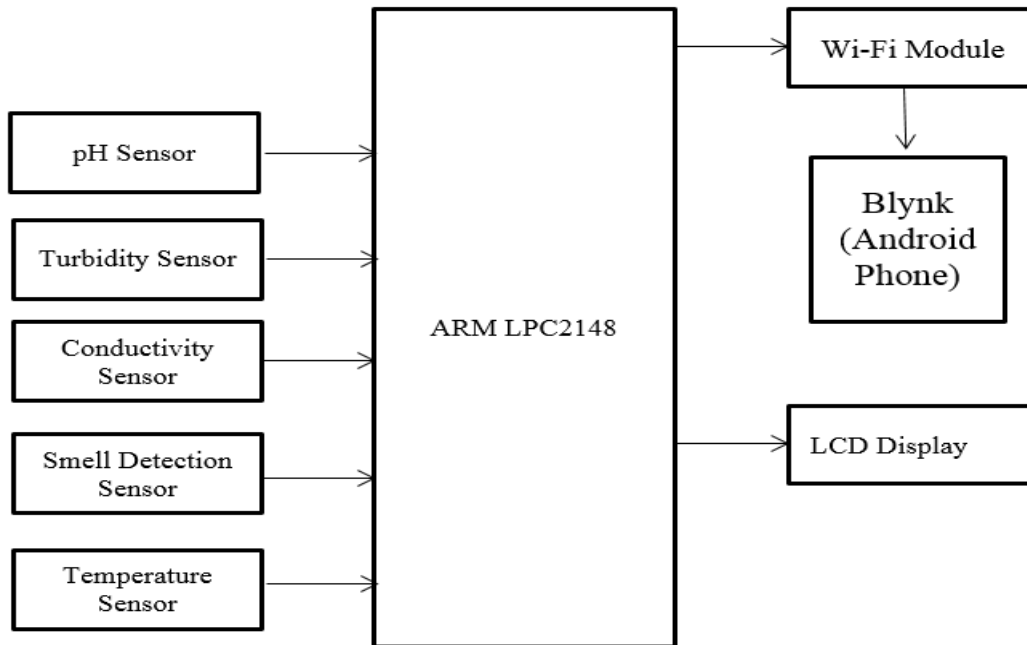 pH Sensor
Turbidity Sensor
Conductivity
Sensor
Smell Detection
Sensor
Temperature
Sensor
ARM LPC2148
Wi-Fi Module
Blynk
(Android
Phone)
LCD Display